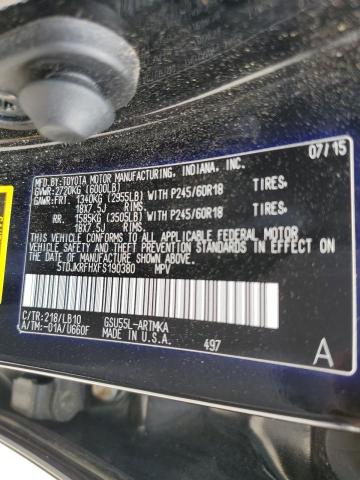 MFD.BY:TOYOTA MOTOR MANUFACTURING, INDIANA, INC. 07/15
GVWR:2720KG (6000LB)
GAWR:FRT. 1340KG (2955LB) WITH P245/60R18 TIRES.
18X7.5J RIMS.
RR. 1585KG (3505LB) WITH P245/60R18 TIRES.
18X7.5J RIMS.
THIS VEHICLE CONFORMS TO ALL APPLICABLE FEDERAL MOTOR
VEHICLE SAFETY AND THEFT PREVENTION STANDARDS IN
EFFECT ON THE DATE OF MANUFACTURE SHOWN ABOVE.
5TDJKRFHXFS190380 MPV
C/TR:218/LB10 GSU55L-ARTMKA
A/TM:-01A/U660F MADE IN U.S.A. 497 A